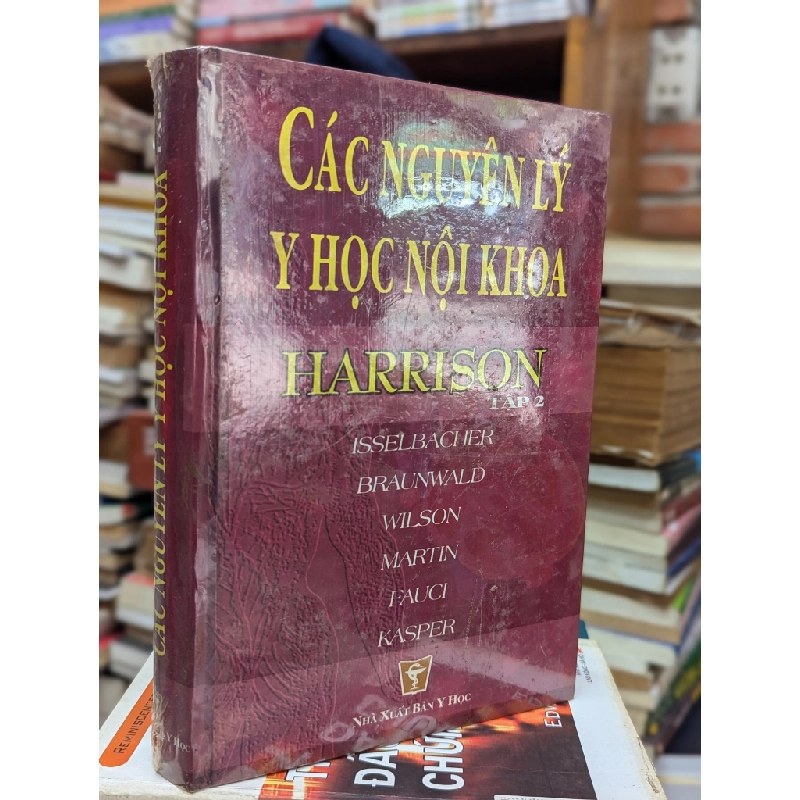 CÁC NGUYÊN LÝ
Y HỌC NỘI KHOA
HARRISON
TẬP 2
ISSELBACHER
BRAUNWALD
WILSON
MARTIN
FAUCI
KASPER
NHÀ XUẤT BẢN Y HỌC
CÁC NGUYÊN LÝ Y HỌC NỘI KHOA
REMINISCENCE